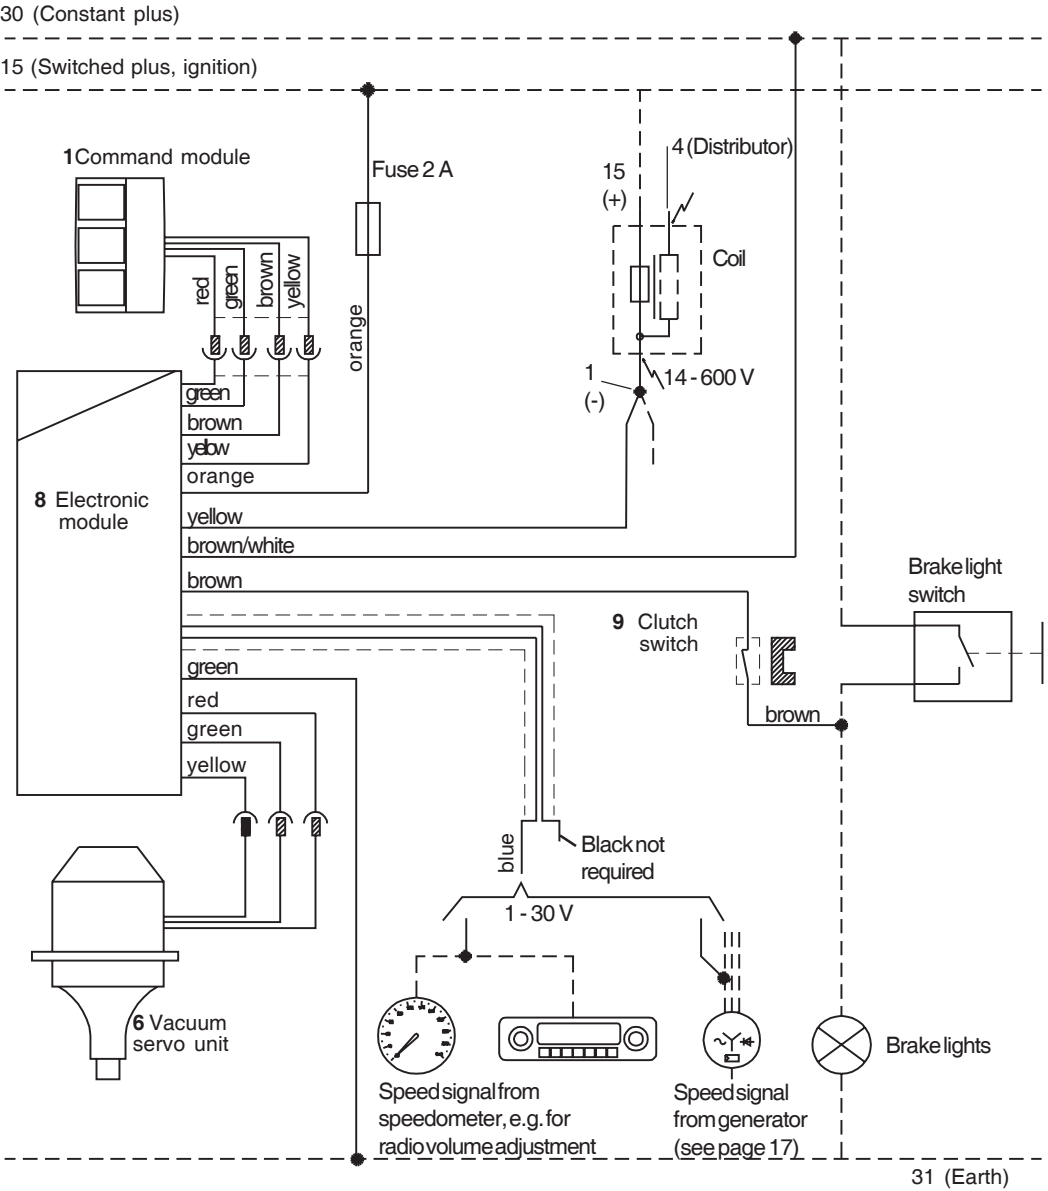 30 (Constant plus)
15 (Switched plus, ignition)
1 Command module
Fuse 2 A
4 (Distributor)
15
(+)
Coil
red
green
brown
yellow
orange
1
(-)
14 - 600 V
green
brown
yellow
orange
8 Electronic
module
yellow
brown/white
brown
Brake light
switch
9 Clutch
switch
green
red
brown
green
yellow
blue
Black not
required
1 - 30 V
6 Vacuum
servo unit
Brake lights
Speed signal from
speedometer, e.g. for
radio volume adjustment
Speed signal
from generator
(see page 17)
31 (Earth)